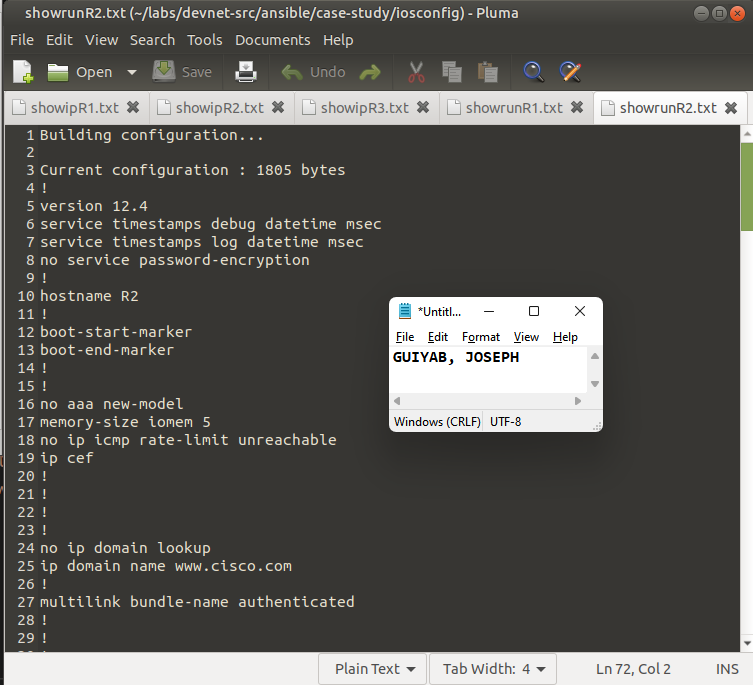 showrunR2.txt (~/labs/devnet-src/ansible/case-study/iosconfig) - Pluma
File Edit View Search Tools Documents Help
Open Save Undo
showipR1.txt showipR2.txt showipR3.txt showrunR1.txt showrunR2.txt
1 Building configuration...
2
3 Current configuration : 1805 bytes
4 !
5 version 12.4
6 service timestamps debug datetime msec
7 service timestamps log datetime msec
8 no service password-encryption
9 !
10 hostname R2
11 !
12 boot-start-marker
13 boot-end-marker
14 !
15 !
16 no aaa new-model
17 memory-size iomem 5
18 no ip icmp rate-limit unreachable
19 ip cef
20 !
21 !
22 !
23 !
24 no ip domain lookup
25 ip domain name www.cisco.com
26 !
27 multilink bundle-name authenticated
28 !
29 !
*Untitl...
File Edit Format View Help
GUIYAB, JOSEPH
Windows (CRLF) UTF-8
Plain Text Tab Width: 4 Ln 72, Col 2 INS